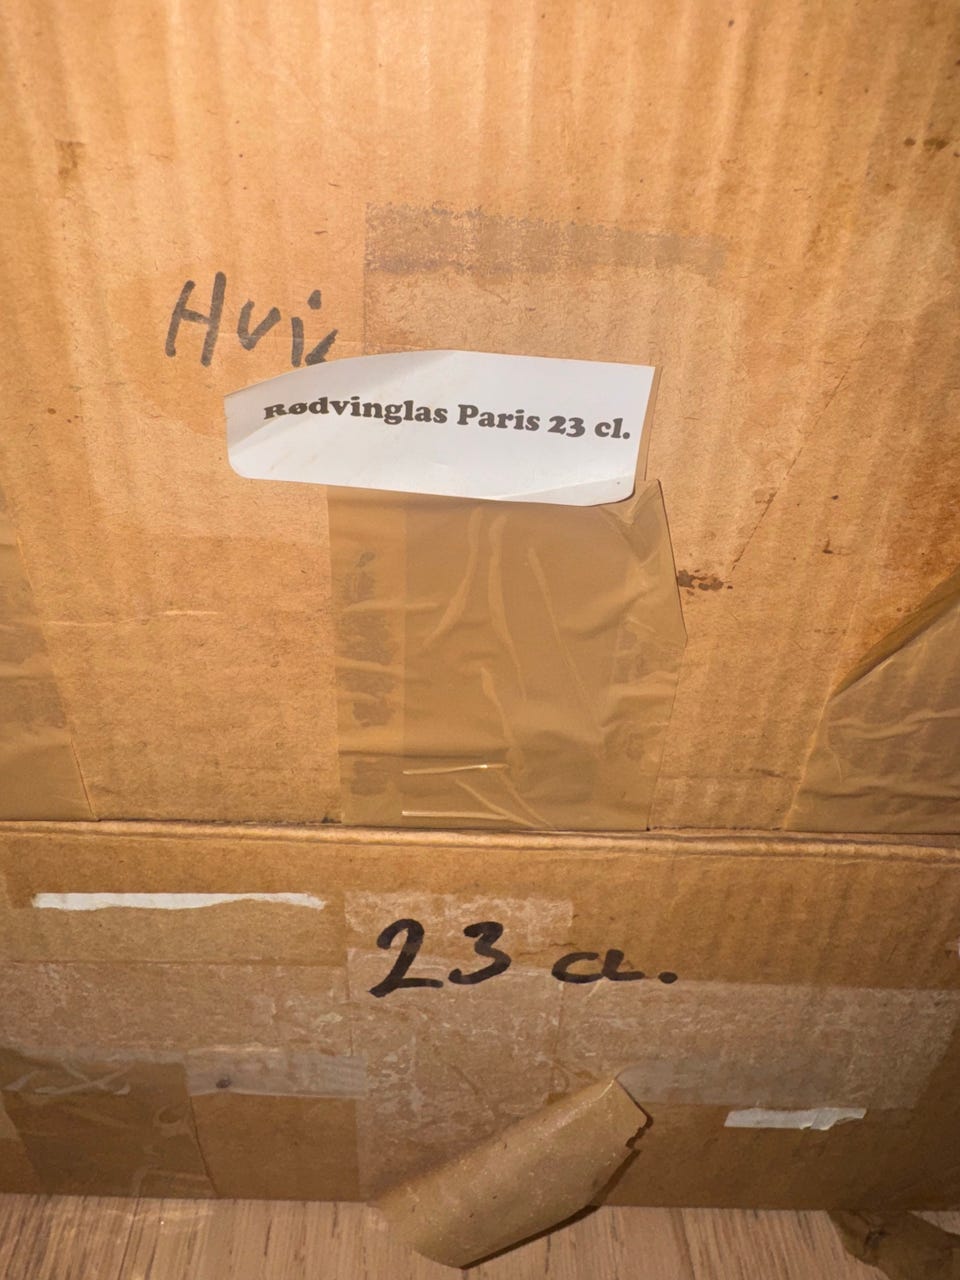 Hvi
Rødvinglas Paris 23 cl.
23 cl.